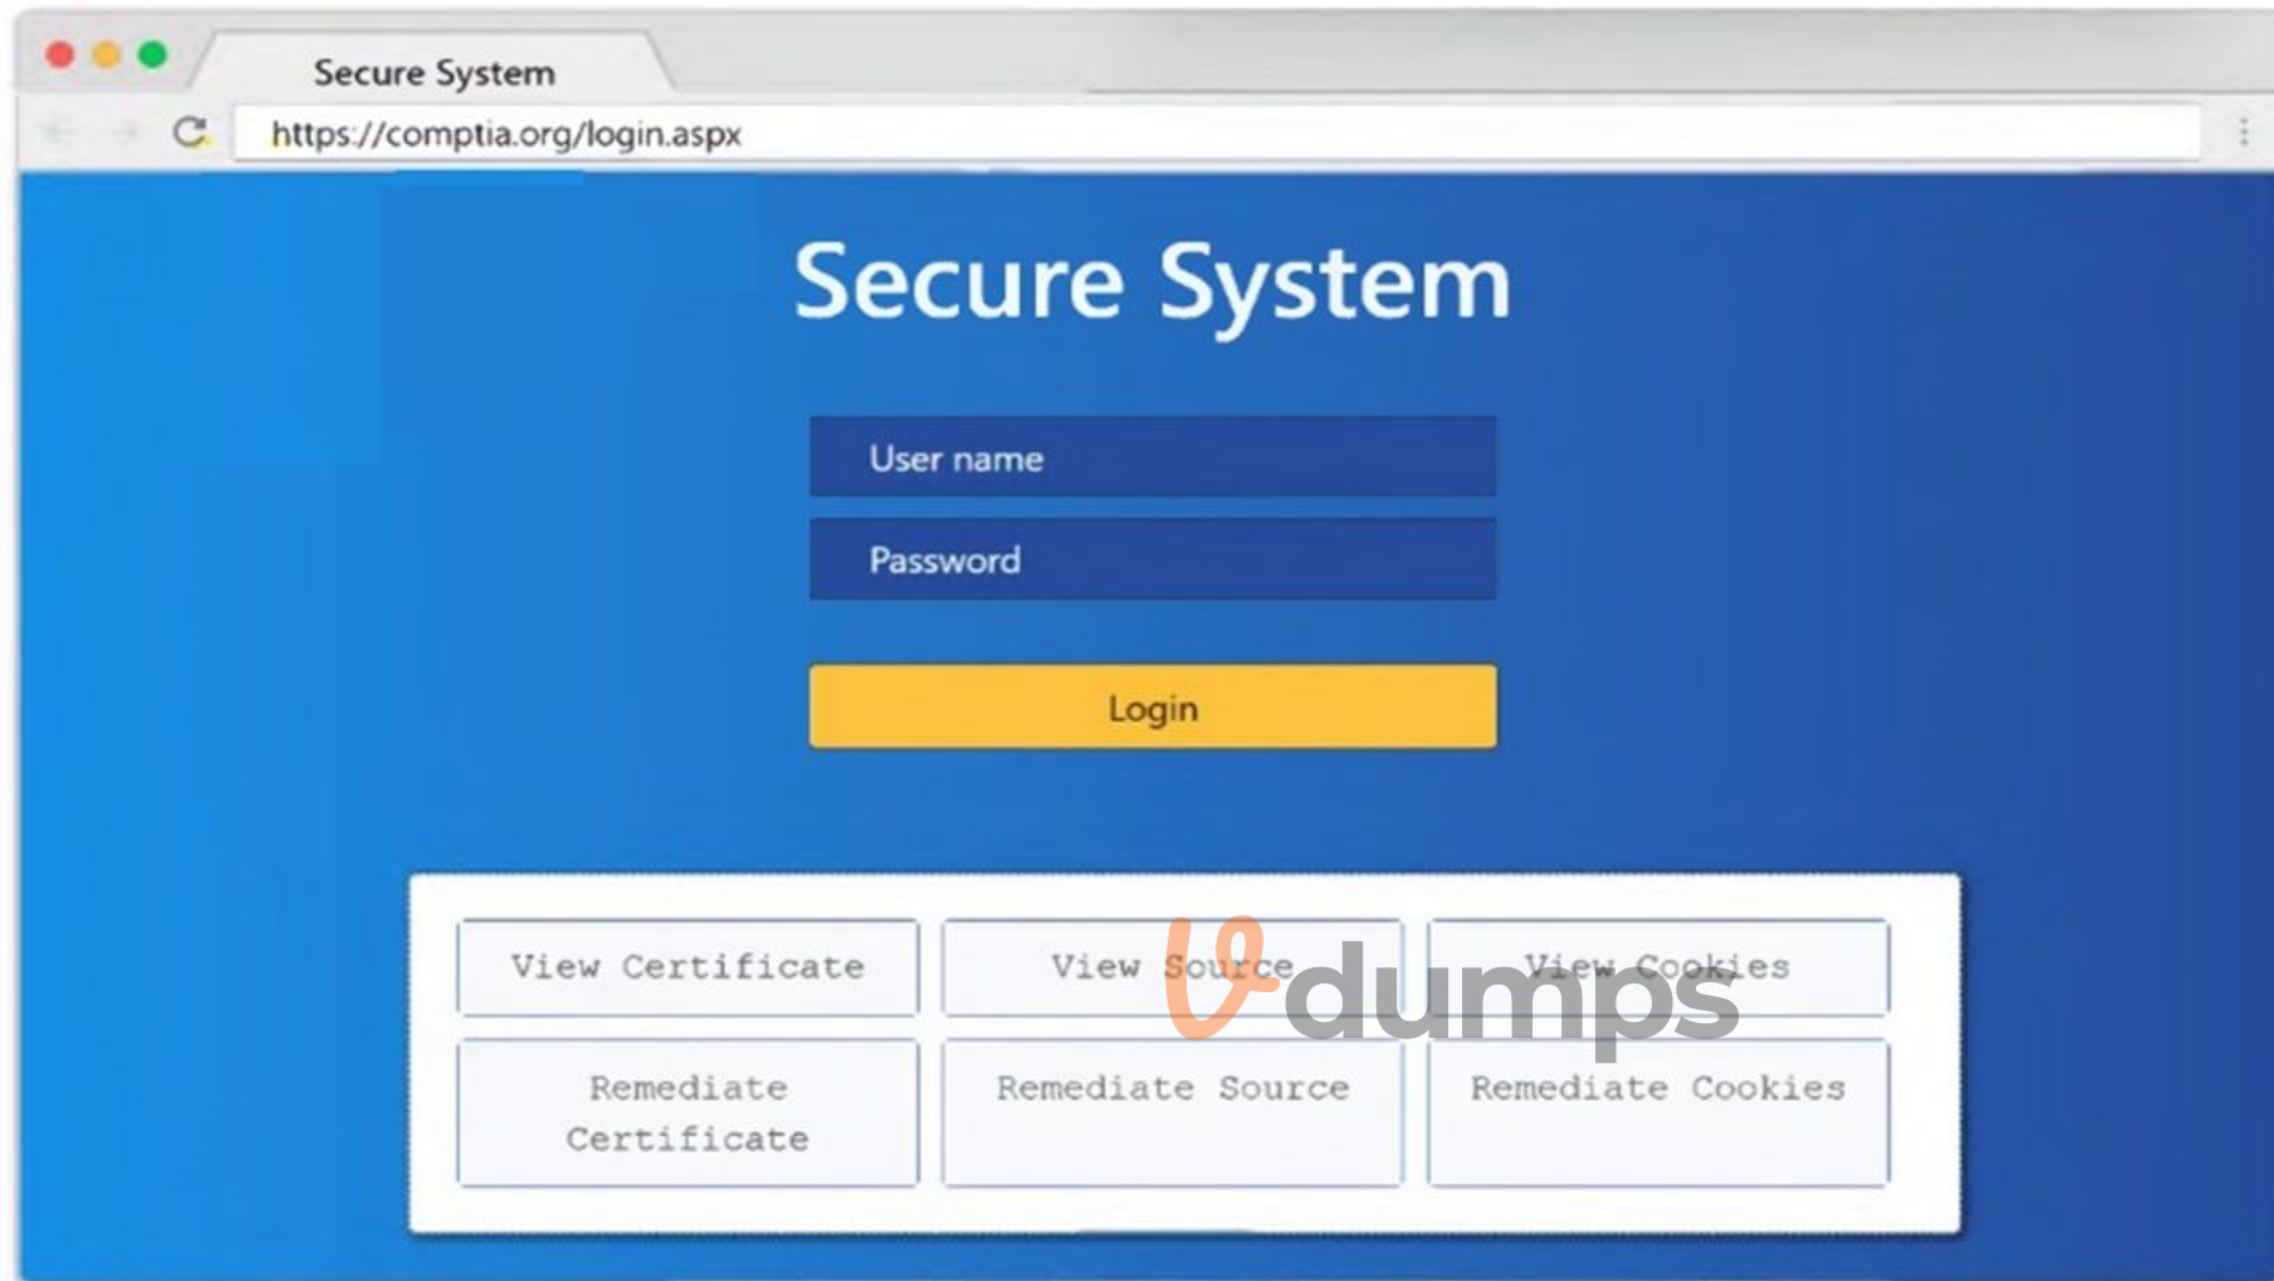 Secure System
https://comptia.org/login.aspx
Secure System
User name
Password
Login
View Certificate
View Source
View Cookies
Vdumps
Remediate
Certificate
Remediate Source
Remediate Cookies